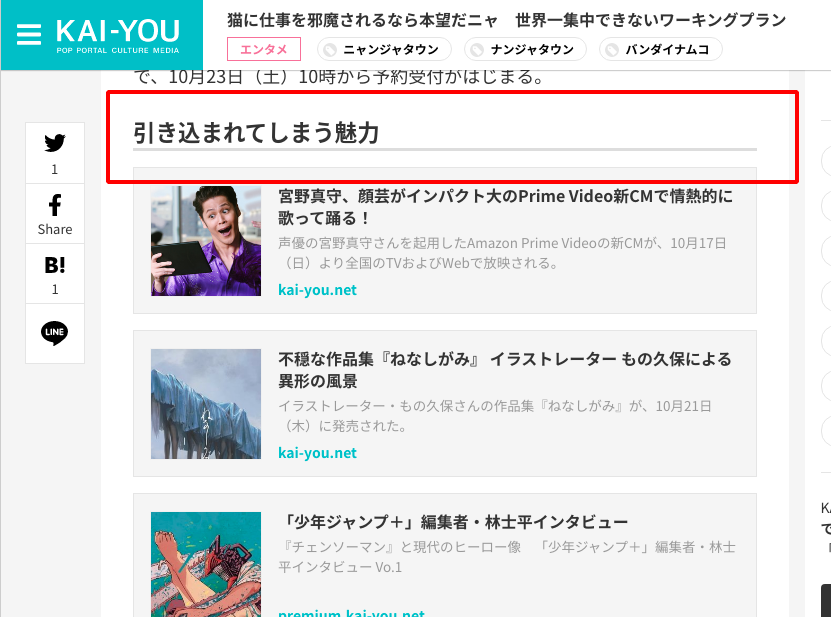 KAI-YOU
POP PORTAL CULTURE MEDIA
猫に仕事を邪魔されるなら本望だニャ　世界一集中できないワーキングプラン
エンタメ
ニャンジャタウン
ナンジャタウン
バンダイナムコ
で、10月23日（土）10時から予約受付がはじまる。
1
Share
B!
1
LINE
引き込まれてしまう魅力
宮野真守、顔芸がインパクト大のPrime Video新CMで情熱的に
歌って踊る！
声優の宮野真守さんを起用したAmazon Prime Videoの新CMが、10月17日
（日）より全国のTVおよびWebで放映される。
kai-you.net
不穏な作品集『ねなしがみ』 イラストレーター もの久保による
異形の風景
イラストレーター・もの久保さんの作品集『ねなしがみ』が、10月21日
（木）に発売された。
kai-you.net
「少年ジャンプ＋」編集者・林士平インタビュー
『チェンソーマン』と現代のヒーロー像　「少年ジャンプ＋」編集者・林士
平インタビュー Vo.1
premium.kai-you.net